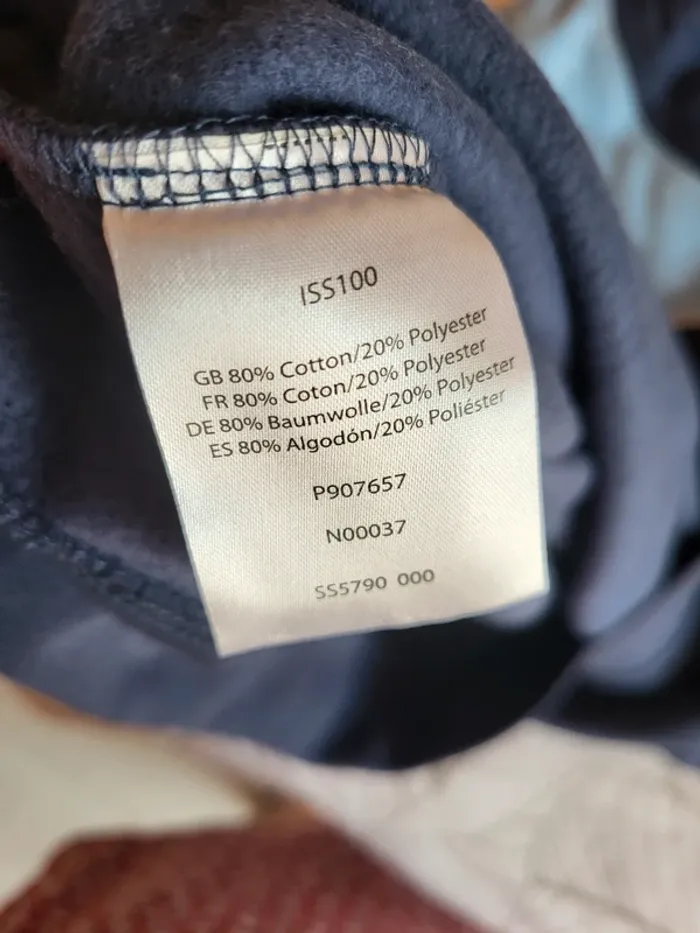 ISS100
GB 80% Cotton/20% Polyester
FR 80% Coton/20% Polyester
DE 80% Baumwolle/20% Polyester
ES 80% Algodón/20% Poliéster
P907657
N00037
SS5790 000